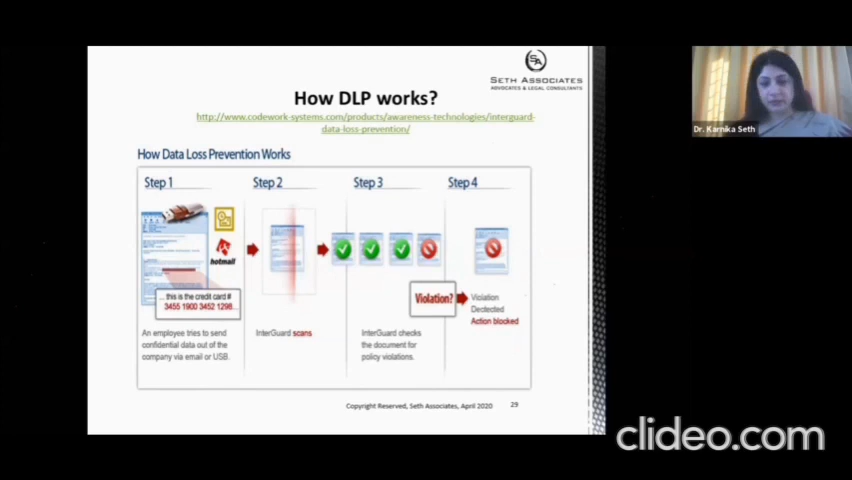 SA
SETH ASSOCIATES
ADVOCATES & LEGAL CONSULTANTS
How DLP works?
http://www.codework-systems.com/products/awareness-technologies/interguard-
data-loss-prevention/
How Data Loss Prevention Works
Step 1
Step 2
Step 3
Step 4
hotmail
... this is the credit card #
3455 1900 3452 1298...
An employee tries to send
confidential data out of the
company via email or USB.
InterGuard scans
InterGuard checks
the document for
policy violations.
Violation?
Violation
Dectected
Action blocked
Copyright Reserved, Seth Associates, April 2020
29
Dr. Karnika Seth
clideo.com